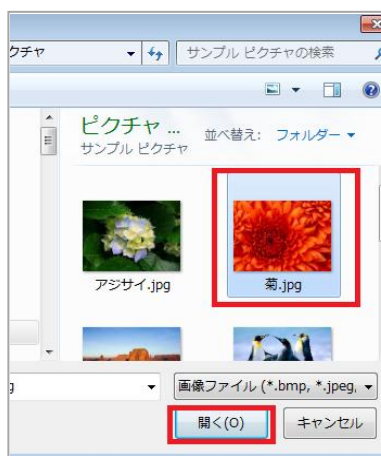 クチャ
サンプル ピクチャの検索
ピクチャ ...
サンプル ピクチャ
並べ替え: フォルダー
アジサイ.jpg
菊.jpg
g
画像ファイル (*.bmp, *.jpeg,
開く(O)
キャンセル